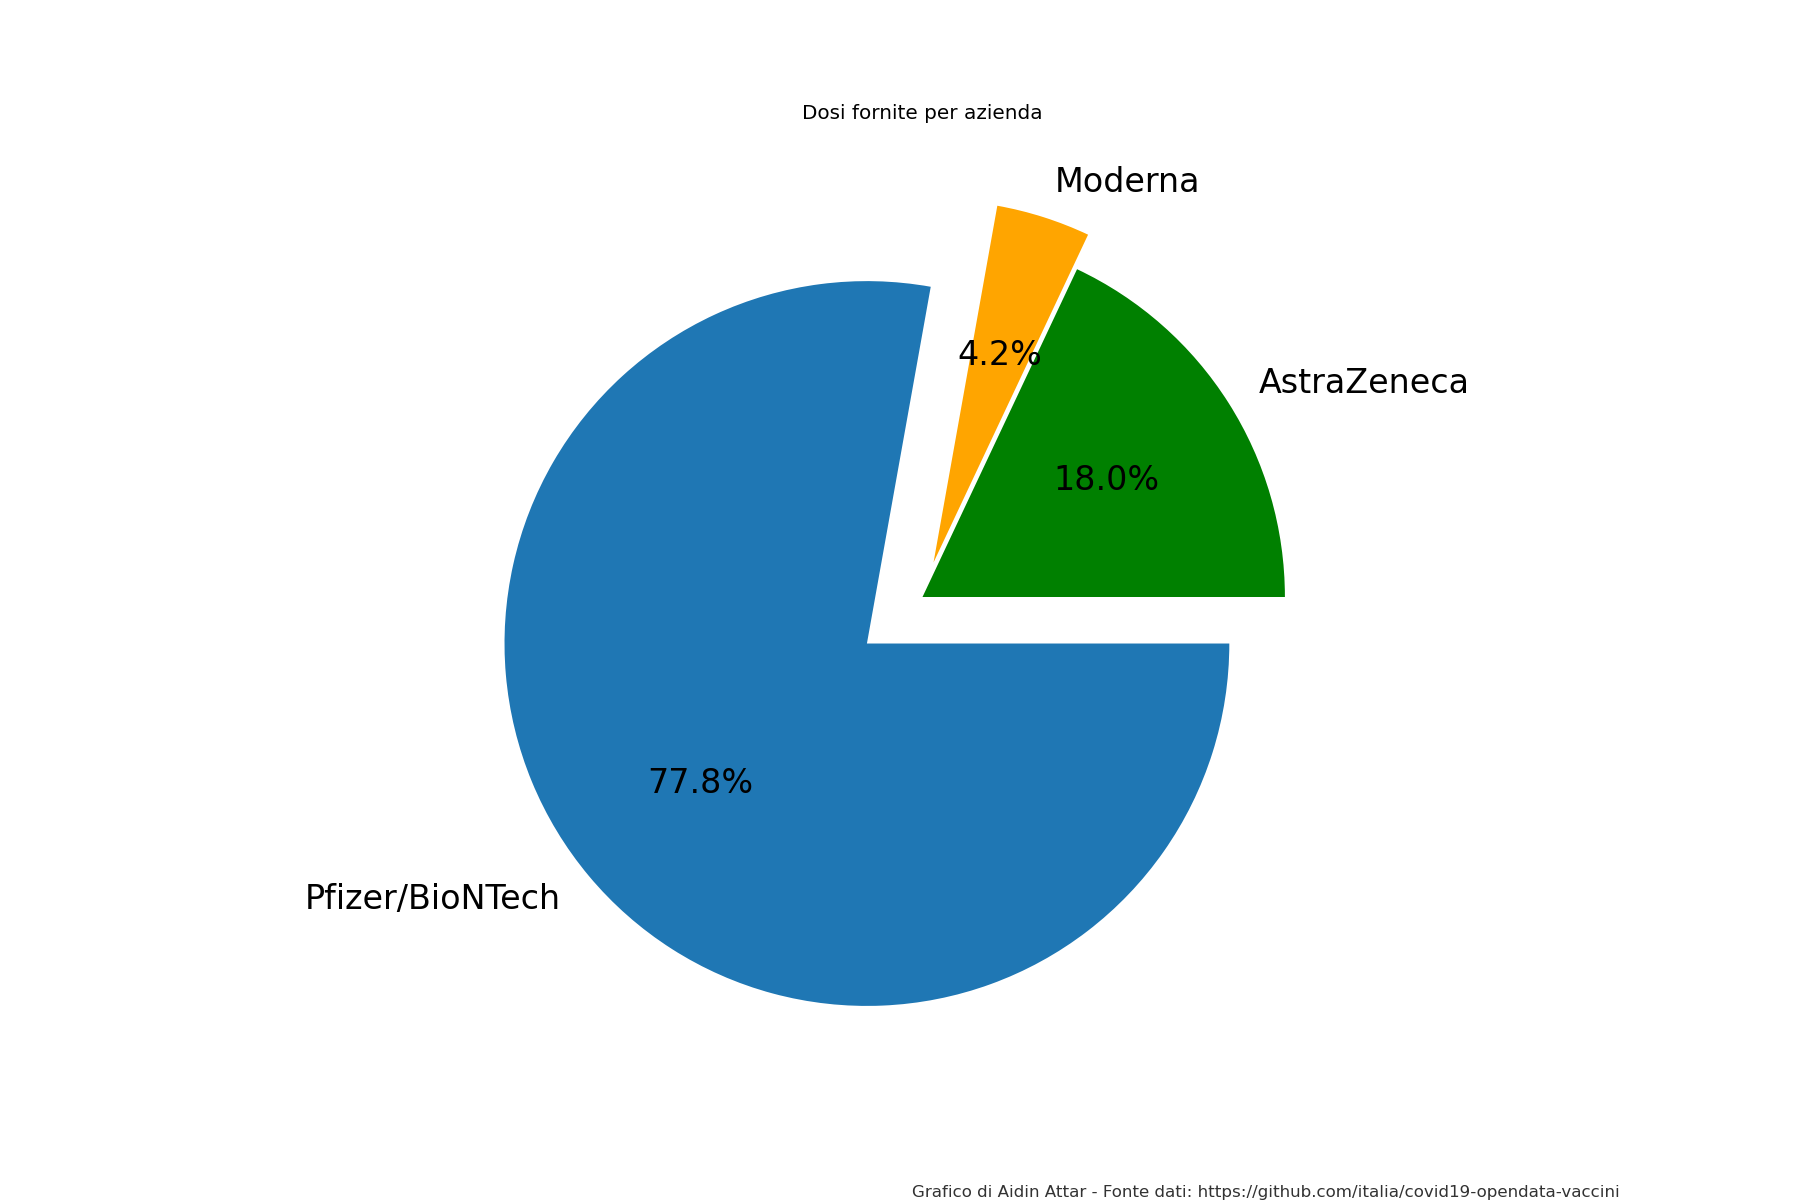 Dosi fornite per azienda
Moderna
4.2%
AstraZeneca
18.0%
77.8%
Pfizer/BioNTech
Grafico di Aidin Attar - Fonte dati: https://github.com/italia/covid19-opendata-vaccini